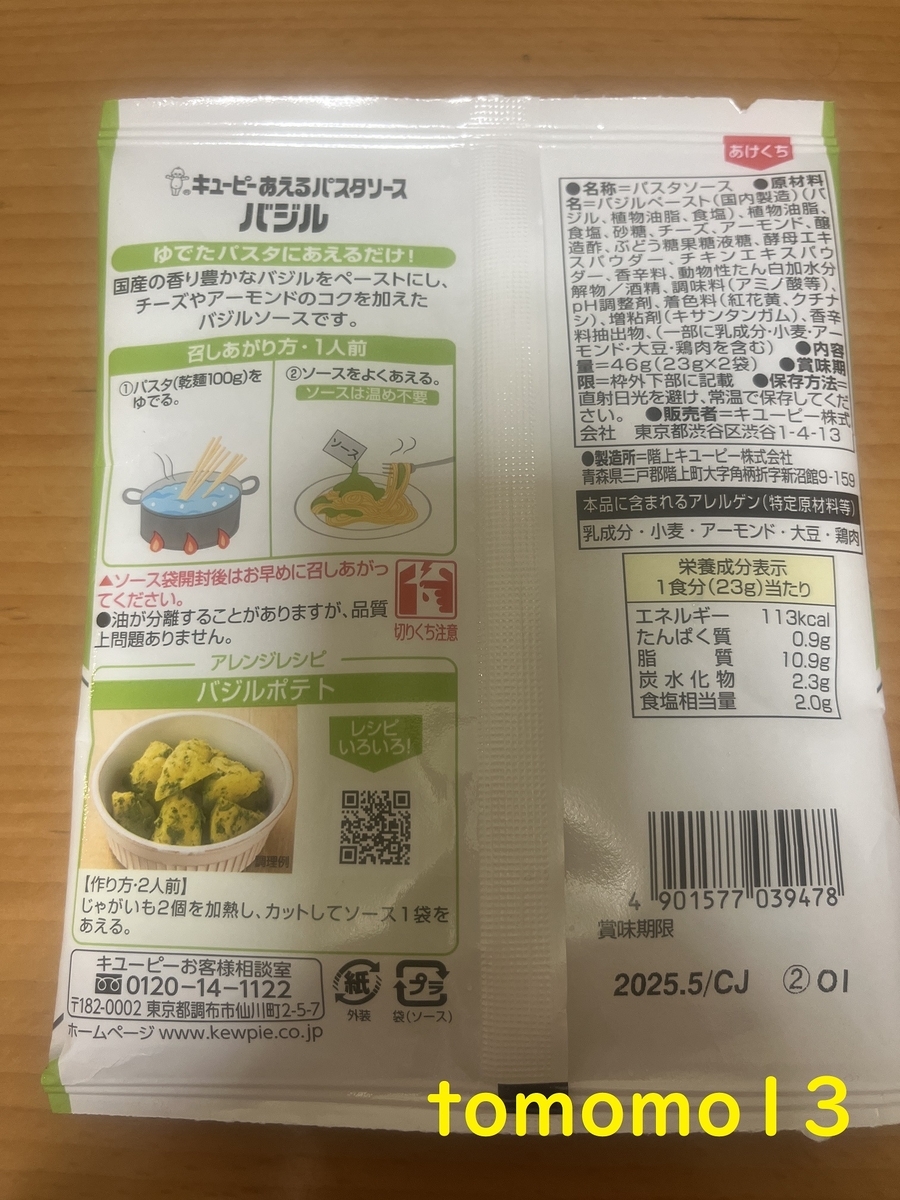 あけくち
キユーピーあえるパスタソース
バジル
ゆでたパスタにあえるだけ!
国産の香り豊かなバジルをペーストにし、
チーズやアーモンドのコクを加えた
バジルソースです。
召しあがり方・1人前
①パスタ(乾麺100g)を
ゆでる。
②ソースをよくあえる。
ソースは温め不要
ソース
▲ソース袋開封後はお早めに召しあがっ
てください。
●油が分離することがありますが、品質
上問題ありません。
切りくち注意
アレンジレシピ
バジルポテト
レシピ
いろいろ!
調理例
【作り方・2人前】
じゃがいも2個を加熱し、カットしてソース1袋を
あえる。
キユーピーお客様相談室
0120-14-1122
〒182-0002 東京都調布市仙川町2-5-7
ホームページ www.kewpie.co.jp
紙
外装
プラ
袋(ソース)
●名称=パスタソース ●原材料
名=バジルペースト(国内製造)(バ
ジル、植物油脂、食塩)、植物油脂、
食塩、砂糖、チーズ、アーモンド、醸
造酢、ぶどう糖果糖液糖、酵母エキ
スパウダー、チキンエキスパウ
ダー、香辛料、動物性たん白加水分
解物/酒精、調味料(アミノ酸等)、
pH調整剤、着色料(紅花黄、クチナ
シ)、増粘剤(キサンタンガム)、香辛
料抽出物、(一部に乳成分・小麦・アー
モンド・大豆・鶏肉を含む) ●内容
量=46g(23g×2袋) ●賞味期
限=枠外下部に記載 ●保存方法=
直射日光を避け、常温で保存してくだ
さい。 ●販売者=キユーピー株式
会社 東京都渋谷区渋谷1-4-13
●製造所=階上キユーピー株式会社
青森県三戸郡階上町大字角柄折字新沼館9-159
本品に含まれるアレルゲン(特定原材料等)
乳成分・小麦・アーモンド・大豆・鶏肉
栄養成分表示
1食分(23g)当たり
エネルギー 113kcal
たんぱく質 0.9g
脂質 10.9g
炭水化物 2.3g
食塩相当量 2.0g
4 901577 039478
賞味期限
2025.5/CJ ②01
tomomo13